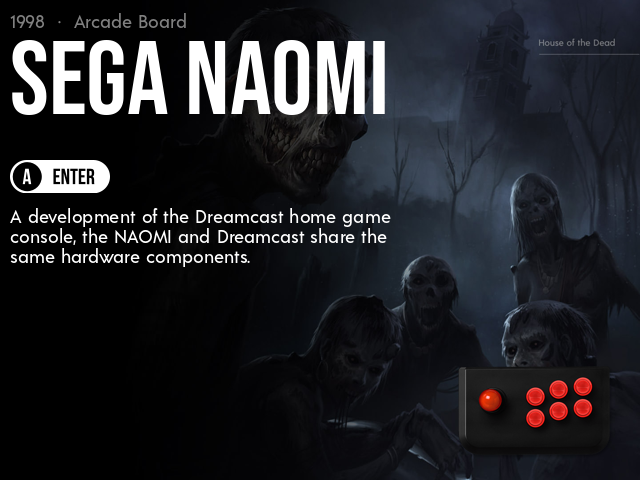 1998 · Arcade Board
House of the Dead
SEGA NAOMI
A ENTER
A development of the Dreamcast home game
console, the NAOMI and Dreamcast share the
same hardware components.